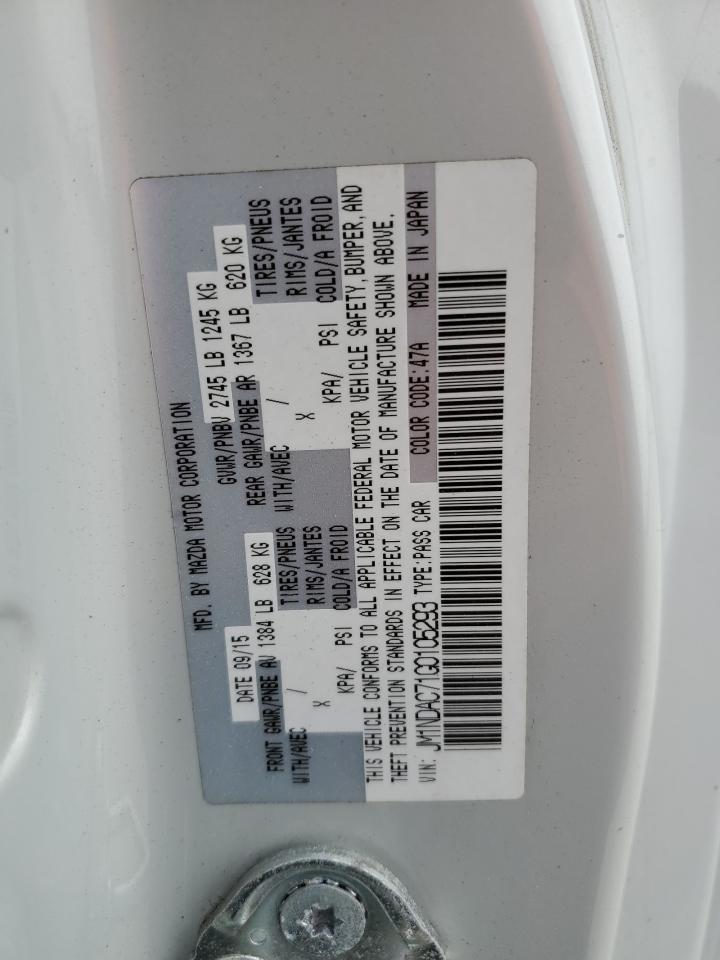 MFD. BY MAZDA MOTOR CORPORATION
DATE 09/15 GVWR/PNBV 2745 LB 1245 KG
FRONT GAWR/PNBE AV 1384 LB 628 KG REAR GAWR/PNBE AR 1367 LB 620 KG
WITH/AVEC / TIRES/PNEUS WITH/AVEC / TIRES/PNEUS
X RIMS/JANTES X RIMS/JANTES
KPA/ PSI COLD/A FROID KPA/ PSI COLD/A FROID
THIS VEHICLE CONFORMS TO ALL APPLICABLE FEDERAL MOTOR VEHICLE SAFETY, BUMPER, AND
THEFT PREVENTION STANDARDS IN EFFECT ON THE DATE OF MANUFACTURE SHOWN ABOVE.
VIN: JM1NDAC71G0105293 TYPE:PASS CAR COLOR CODE:47A MADE IN JAPAN